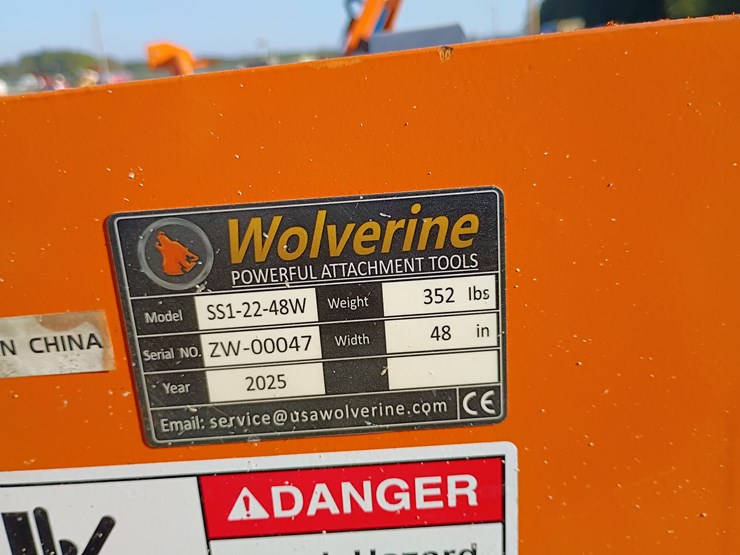 Wolverine
POWERFUL ATTACHMENT TOOLS
Model SS1-22-48W Weight 352 lbs
Serial NO. ZW-00047 Width 48 in
Year 2025
Email: service@usawolverine.com CE
N CHINA
DANGER
Hazard